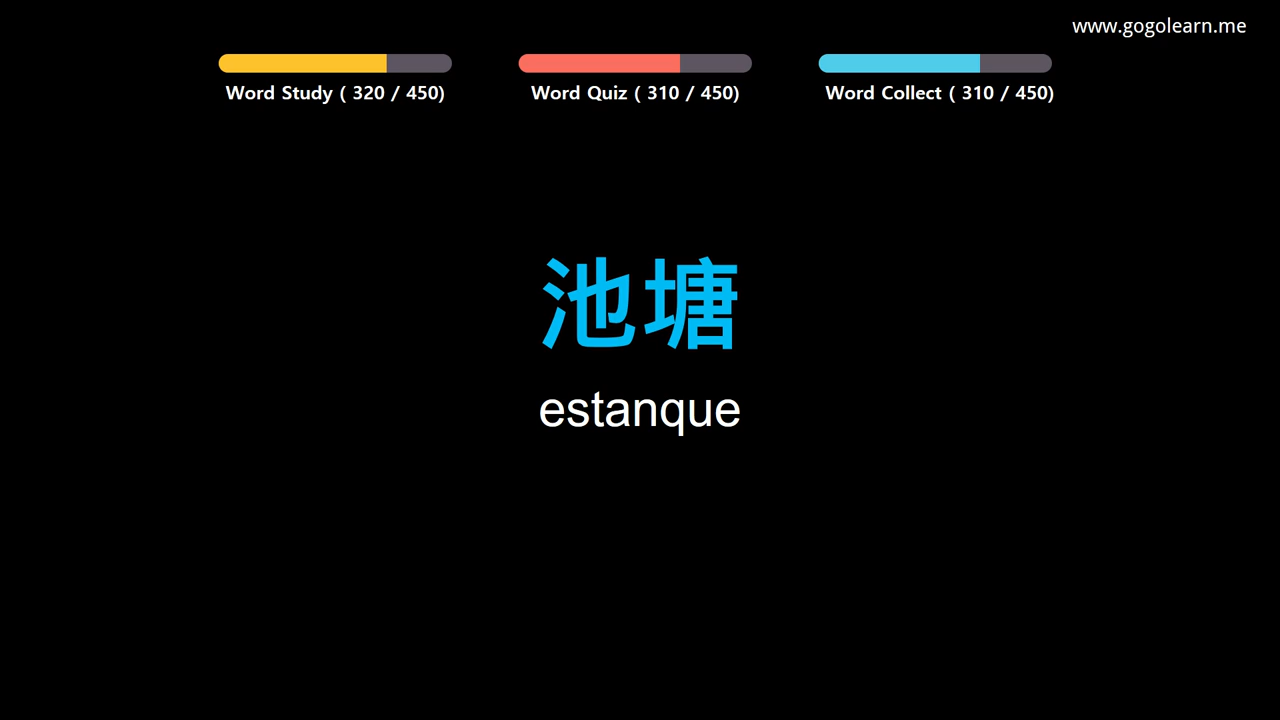 www.gogolearn.me
Word Study ( 320 / 450)
Word Quiz ( 310 / 450)
Word Collect ( 310 / 450)
池塘
estanque